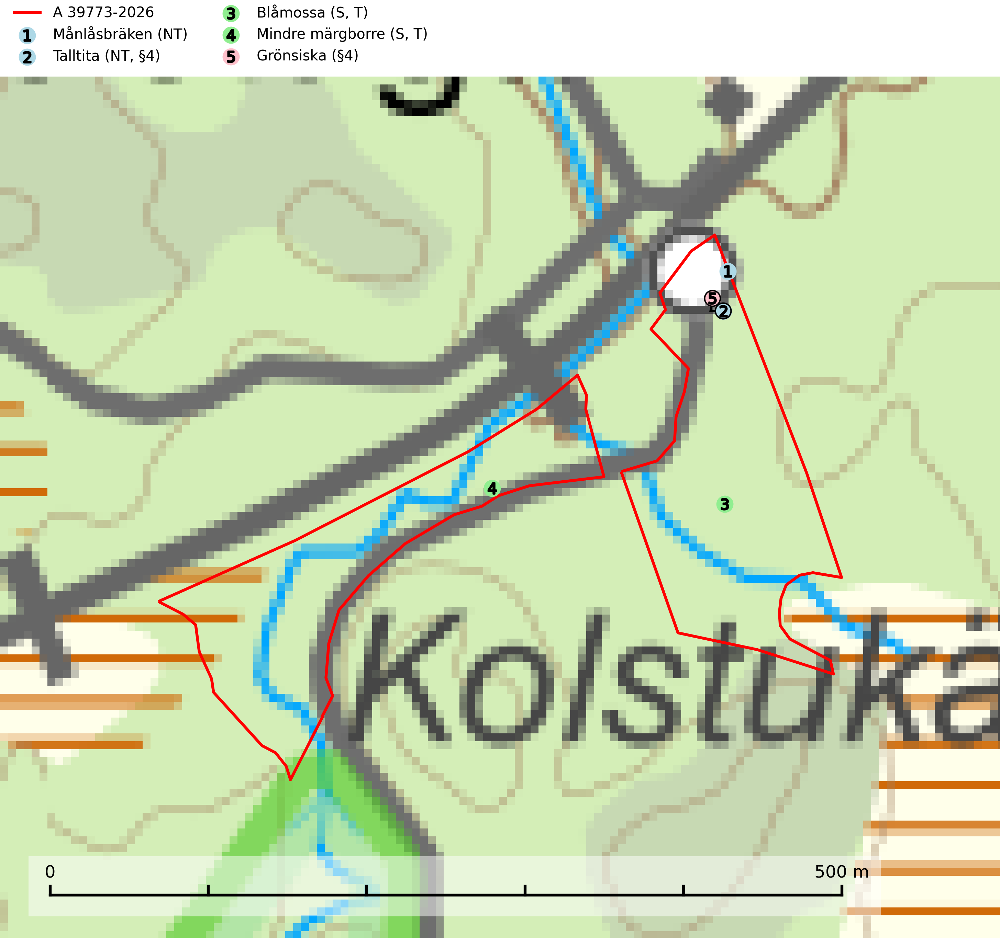 A 39773-2026
1 Månlåsbräken (NT)
2 Talltita (NT, §4)
3 Blåmossa (S, T)
4 Mindre märgborre (S, T)
5 Grönsiska (§4)
1
5
2
4
3
Kolstukä
0 500 m